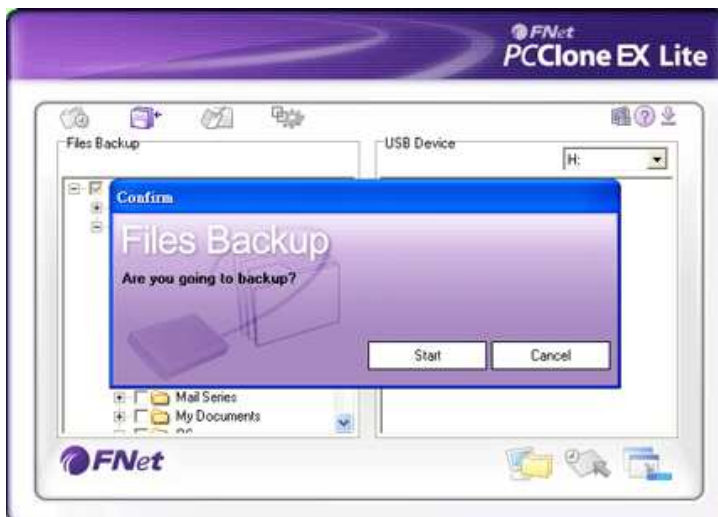 FNet
PCClone EX Lite
Files Backup
USB Device
H:
Confirm
Files Backup
Are you going to backup?
Start
Cancel
Mail Series
My Documents
FNet